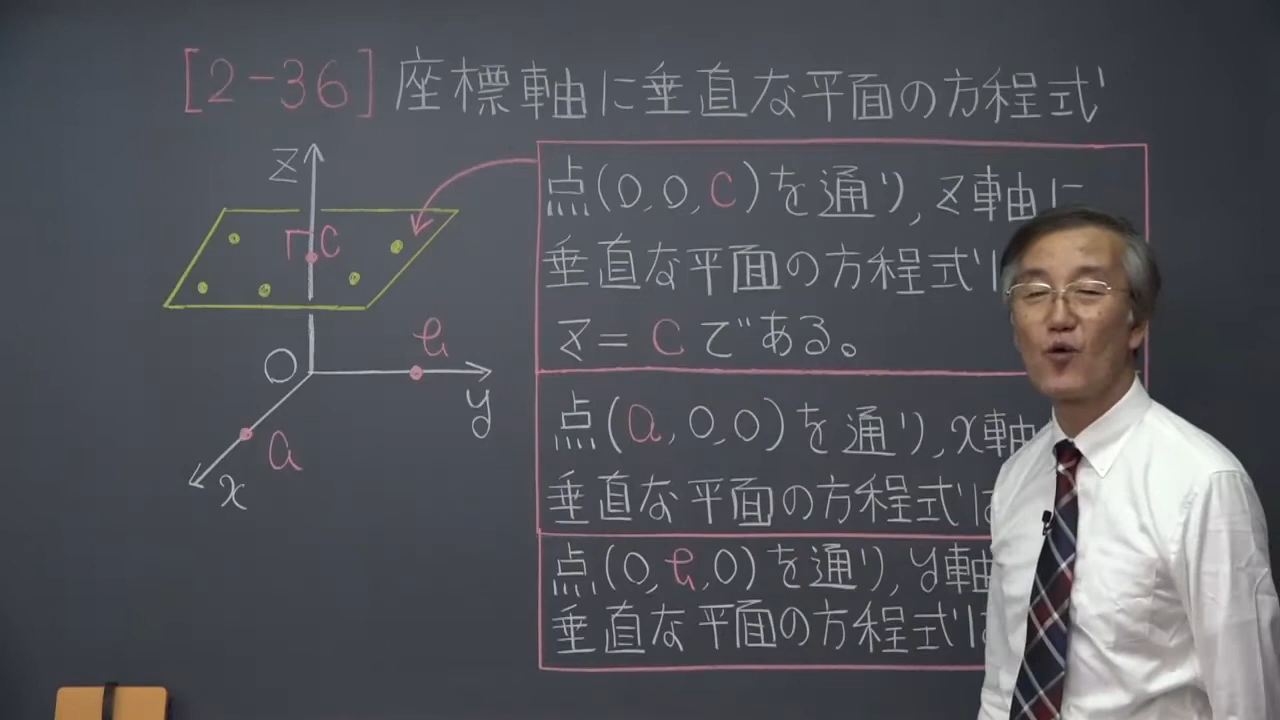 [2-36] 座標軸に垂直な平面の方程式
z
C
O
b
y
a
x
点(0,0,C)を通り,z軸に
垂直な平面の方程式は
z=Cである。
点(a,0,0)を通り,x軸
垂直な平面の方程式は
点(0,b,0)を通り,y軸
垂直な平面の方程式は